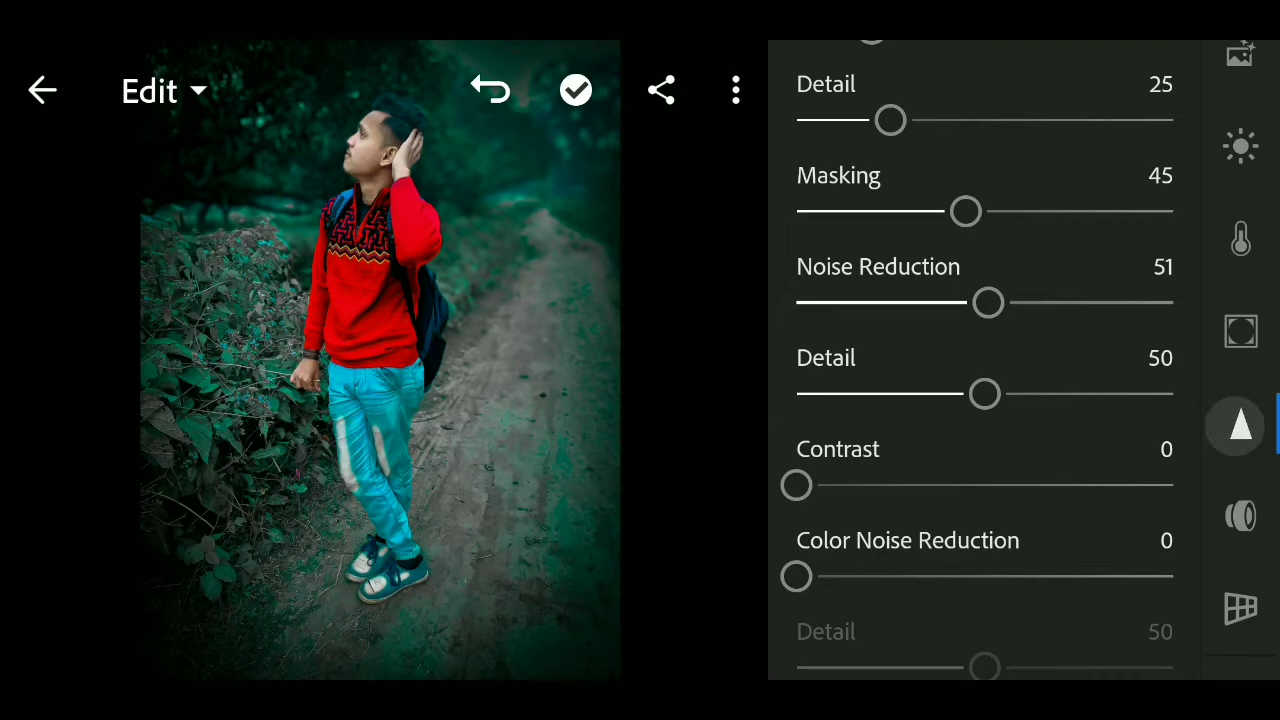 Edit
Detail 25
Masking 45
Noise Reduction 51
Detail 50
Contrast 0
Color Noise Reduction 0
Detail 50